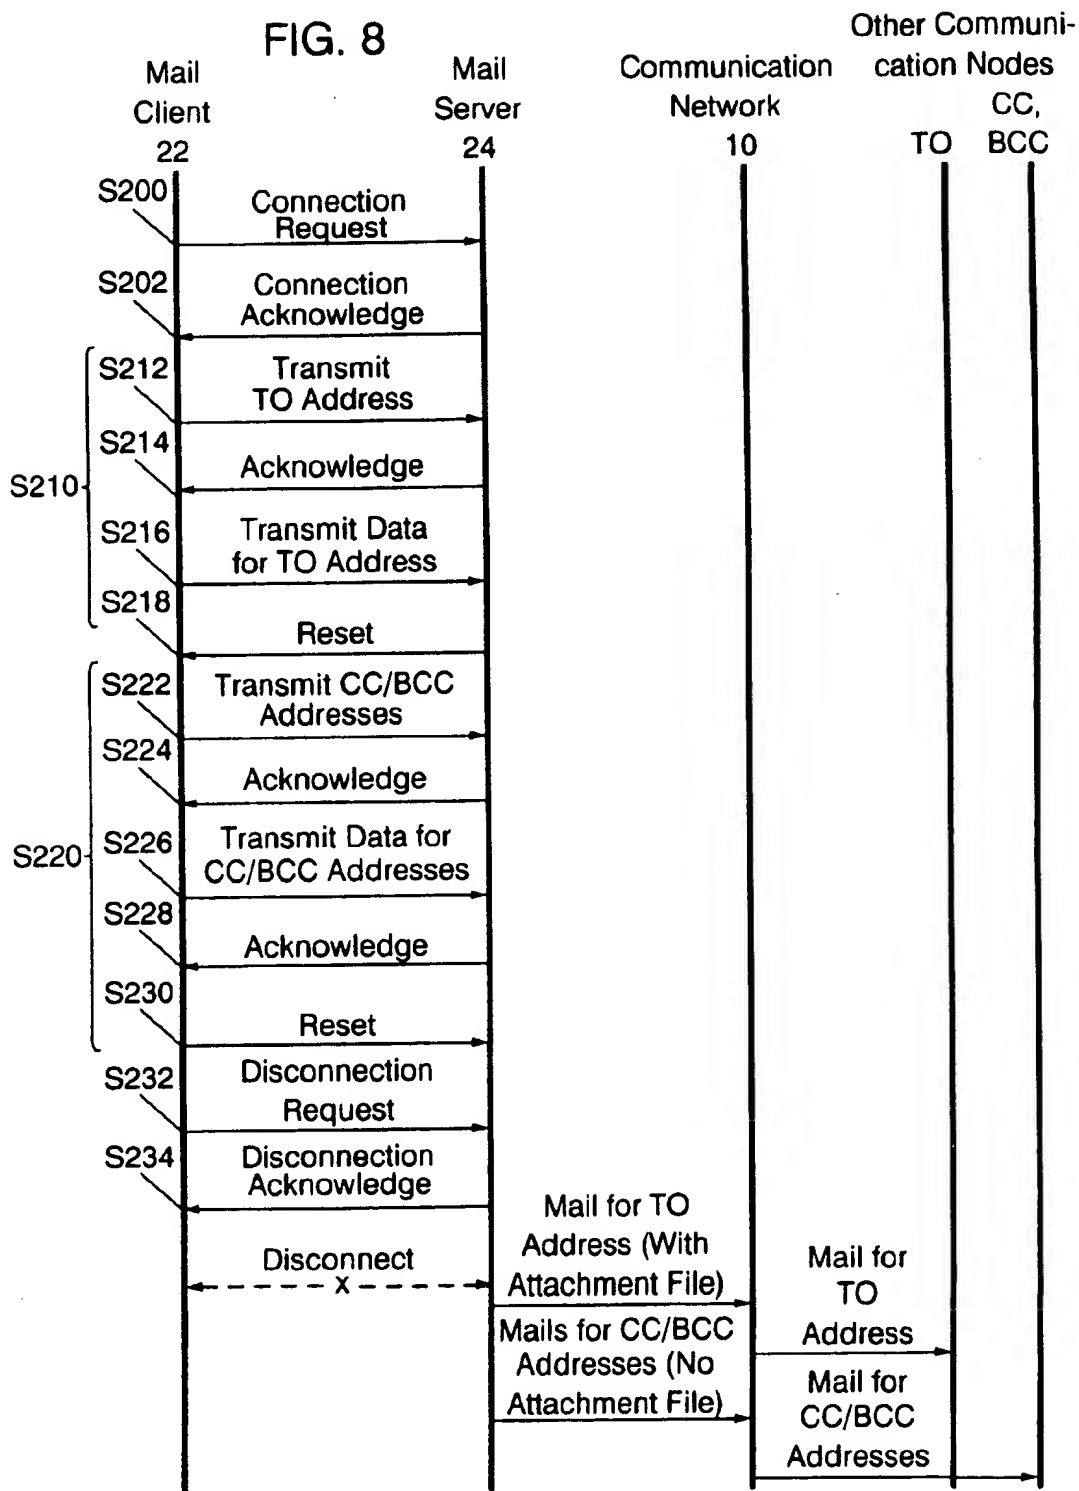 FIG. 8
Other Communi-
cation Nodes
Mail
Client
22
Mail
Server
24
Communication
Network
10
TO
CC,
BCC
S200
Connection
Request
S202
Connection
Acknowledge
S210
S212
Transmit
TO Address
S214
Acknowledge
S216
Transmit Data
for TO Address
S218
Reset
S220
S222
Transmit CC/BCC
Addresses
S224
Acknowledge
S226
Transmit Data for
CC/BCC Addresses
S228
Acknowledge
S230
Reset
S232
Disconnection
Request
S234
Disconnection
Acknowledge
Disconnect
X
Mail for TO
Address (With
Attachment File)
Mail for
TO
Address
Mails for CC/BCC
Addresses (No
Attachment File)
Mail for
CC/BCC
Addresses